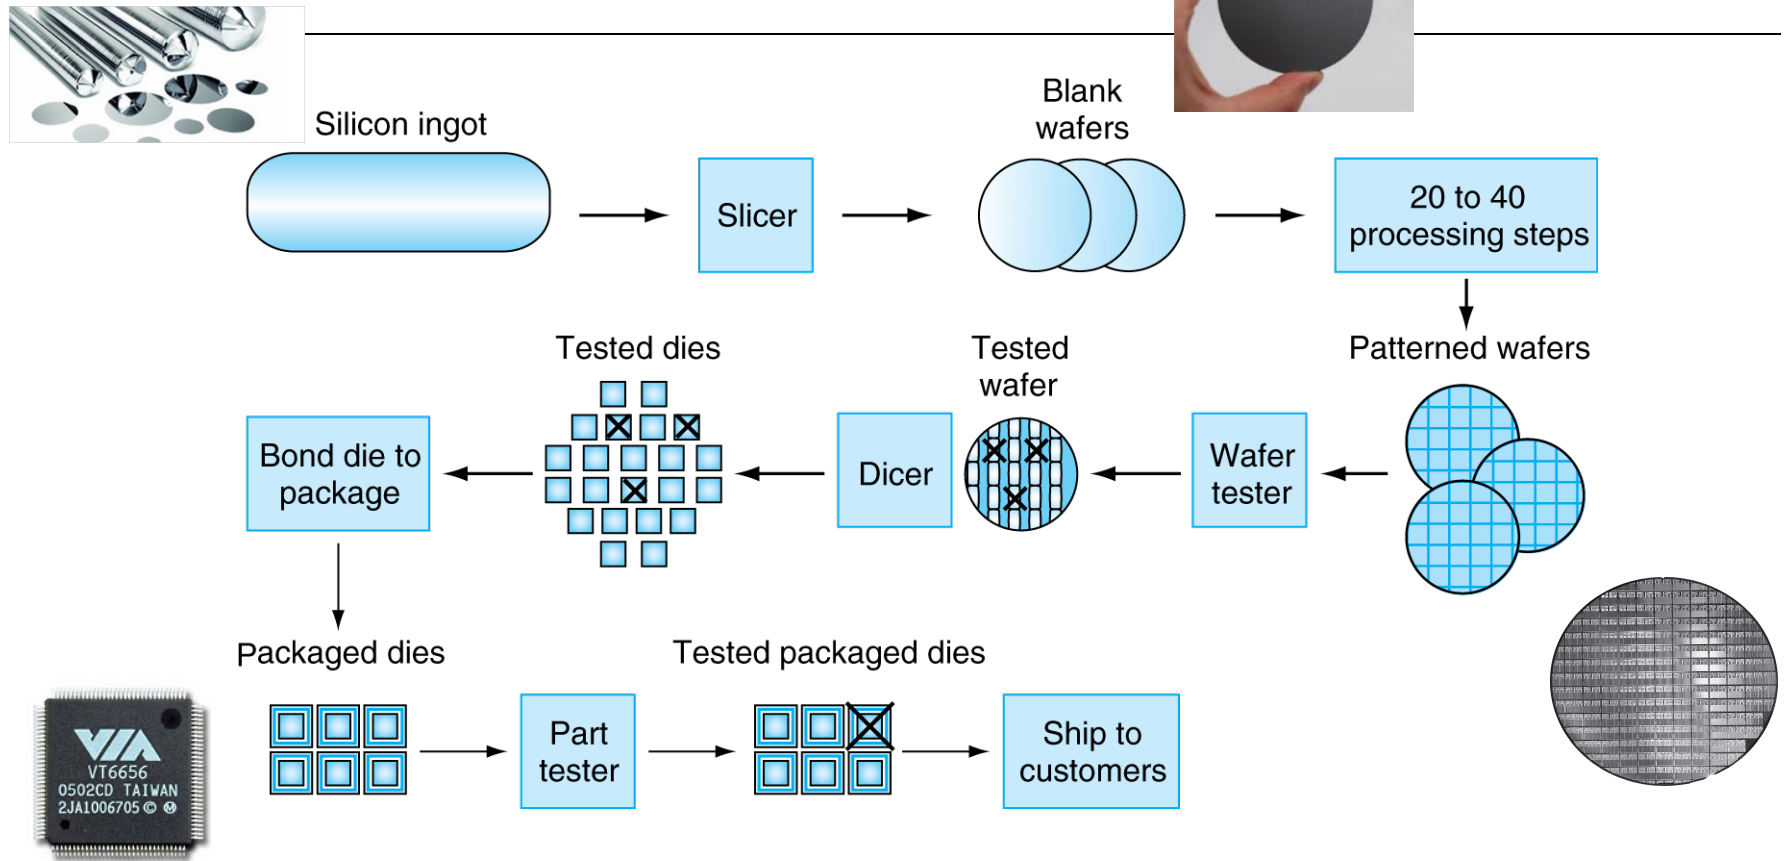 Silicon ingot
Slicer
Blank
wafers
20 to 40
processing steps
Tested dies
Tested
wafer
Patterned wafers
Bond die to
package
Dicer
Wafer
tester
Packaged dies
Tested packaged dies
Part
tester
Ship to
customers
VIA
VT6656
0502CD TAIWAN
2JA1006705 © Ⓜ